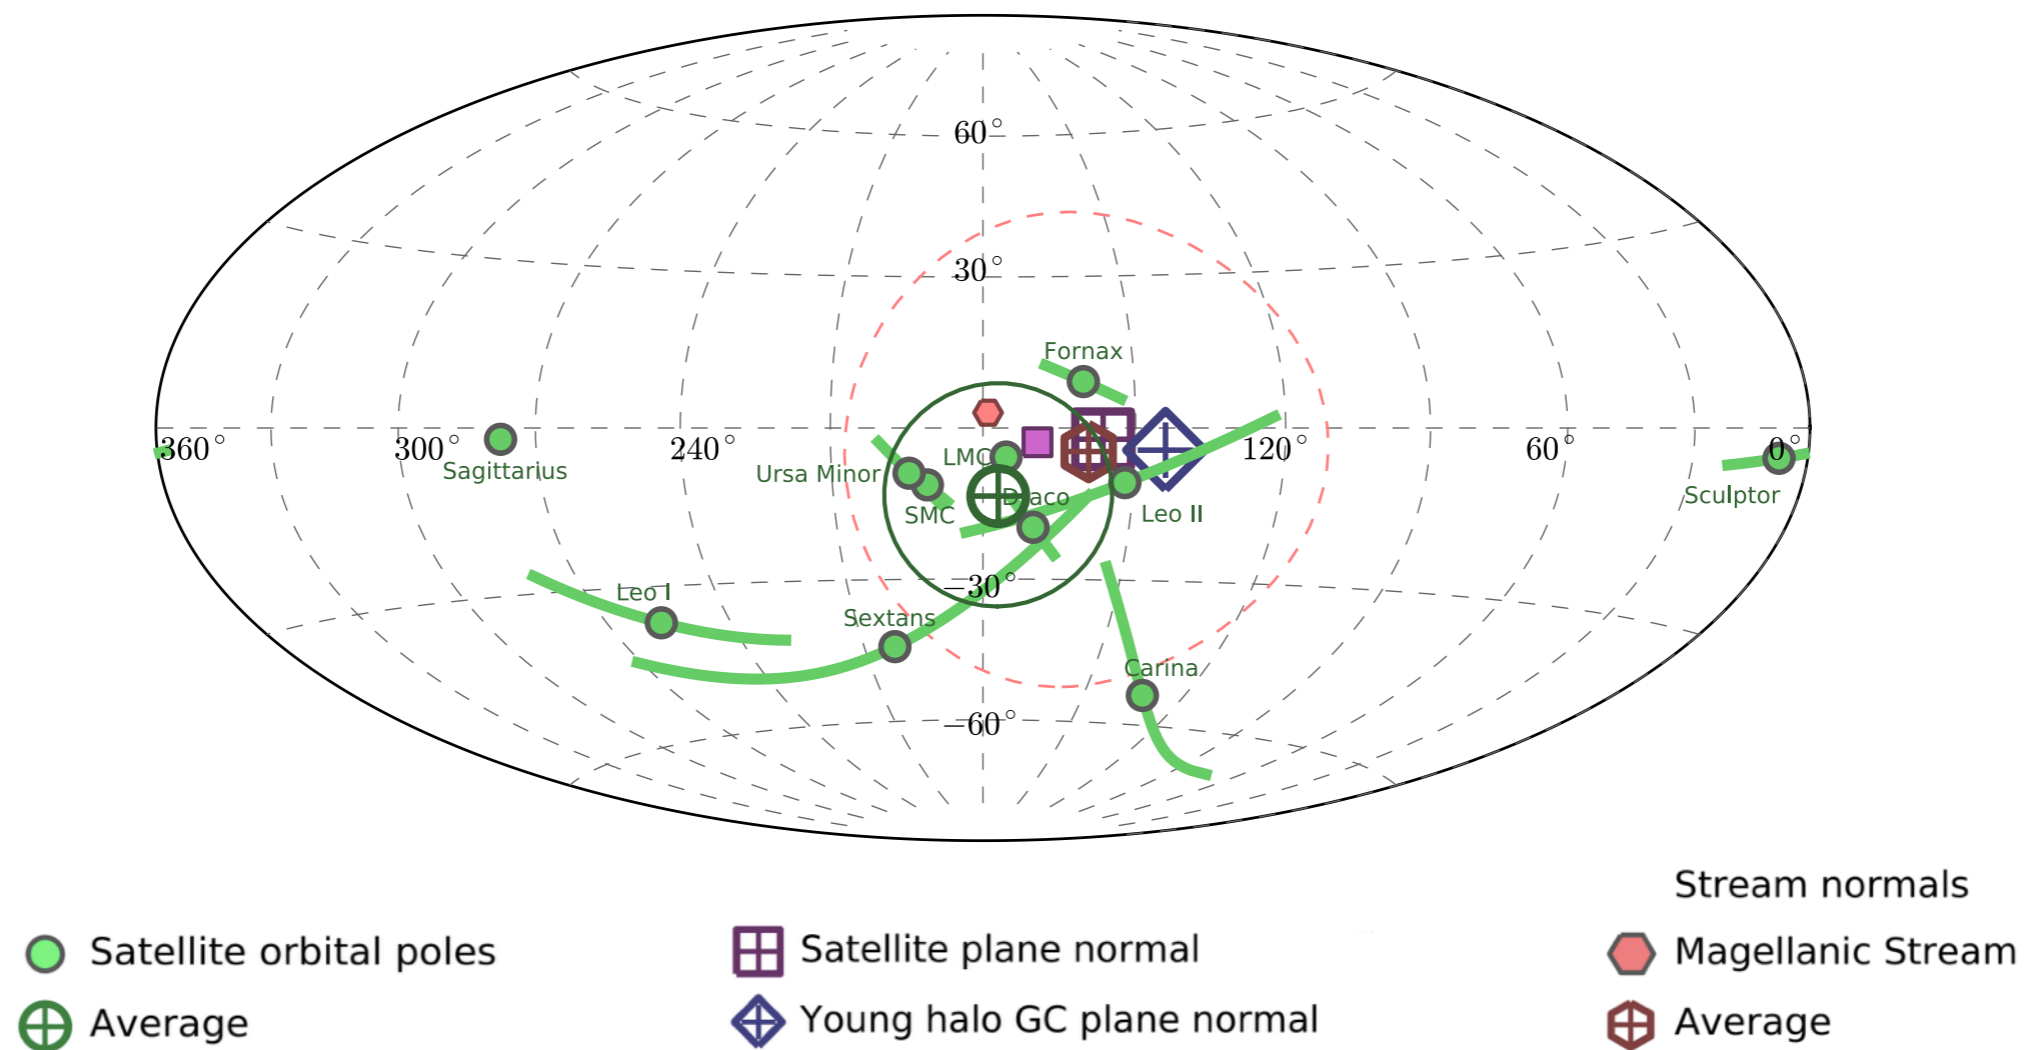 60°
30°
Fornax
360°
300°
240°
120°
60°
0°
Sagittarius
Ursa Minor
LMC
Draco
SMC
Leo II
Sculptor
−30°
Leo I
Sextans
Carina
−60°
Stream normals
Satellite orbital poles
Satellite plane normal
Magellanic Stream
Average
Young halo GC plane normal
Average